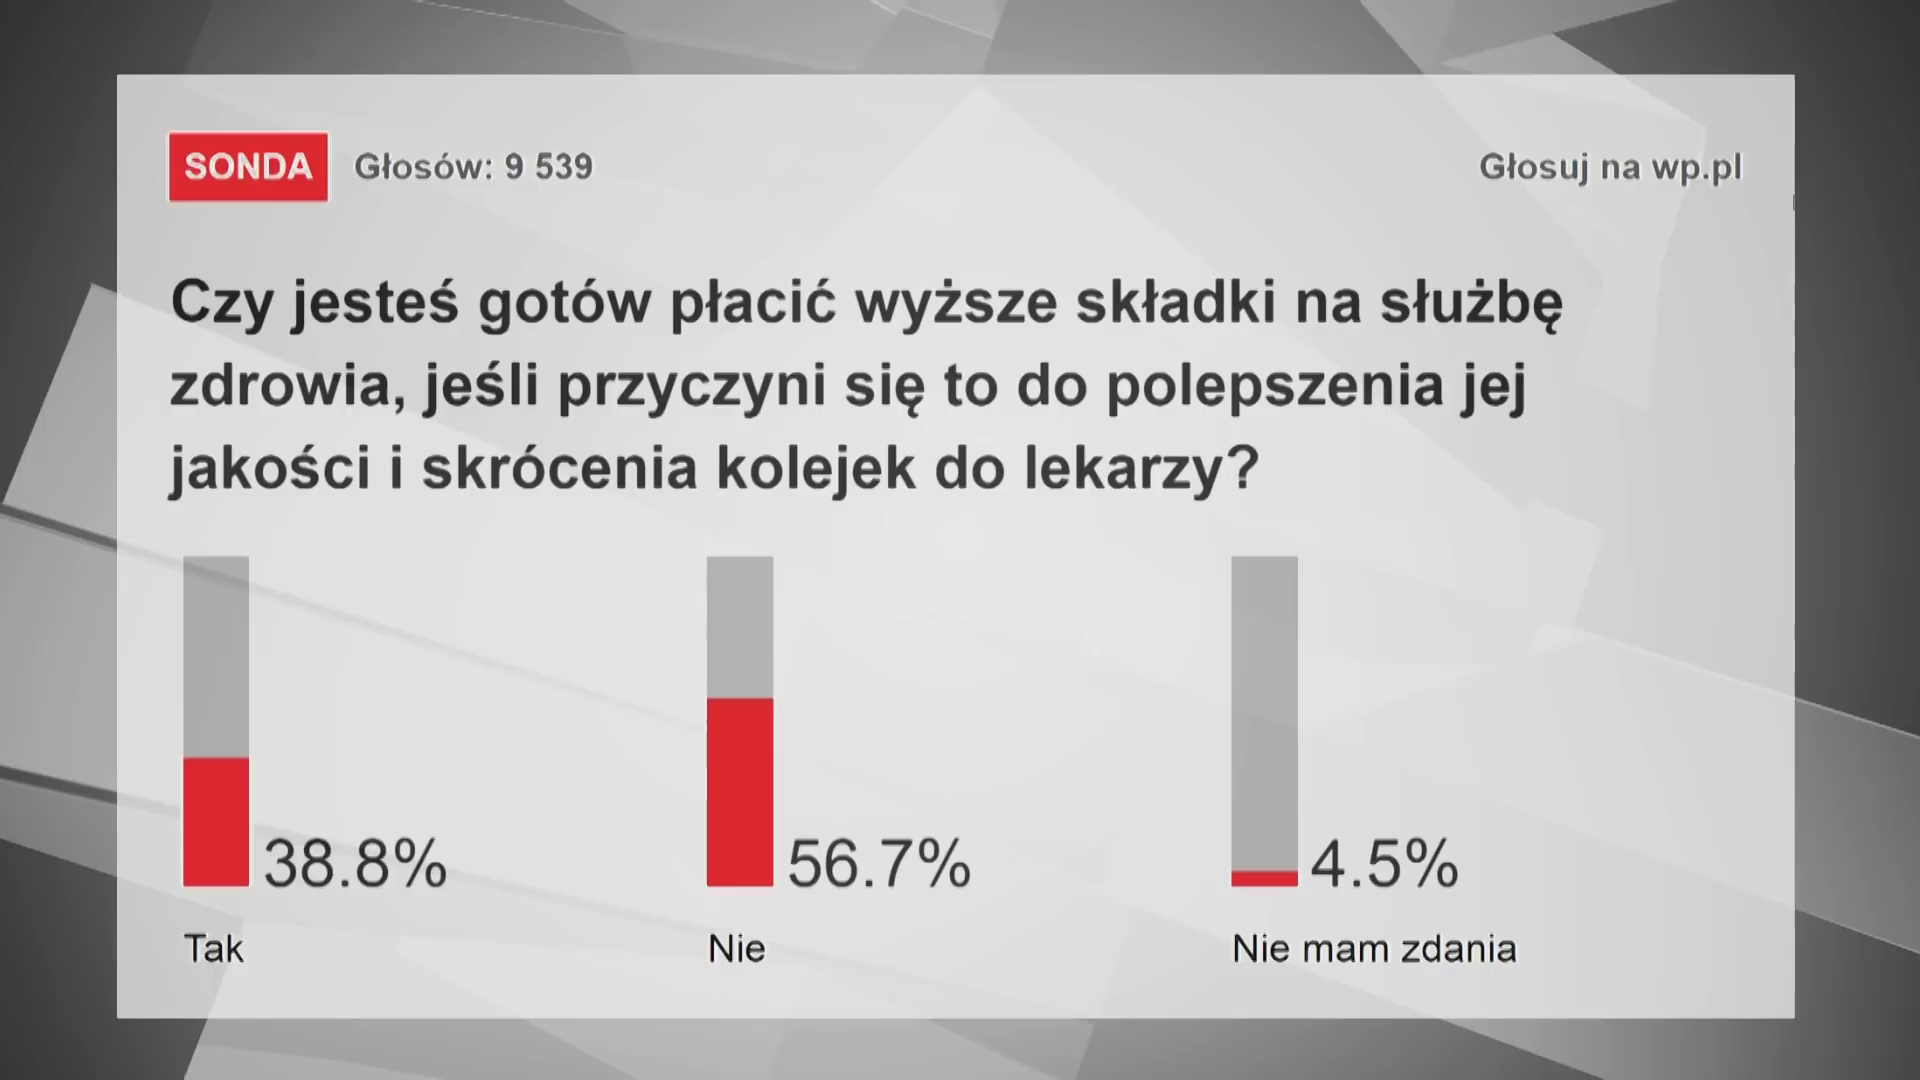 SONDA Głosów: 9 539 Głosuj na wp.pl
Czy jesteś gotów płacić wyższe składki na służbę
zdrowia, jeśli przyczyni się to do polepszenia jej
jakości i skrócenia kolejek do lekarzy?
38.8% 56.7% 4.5%
Tak Nie Nie mam zdania